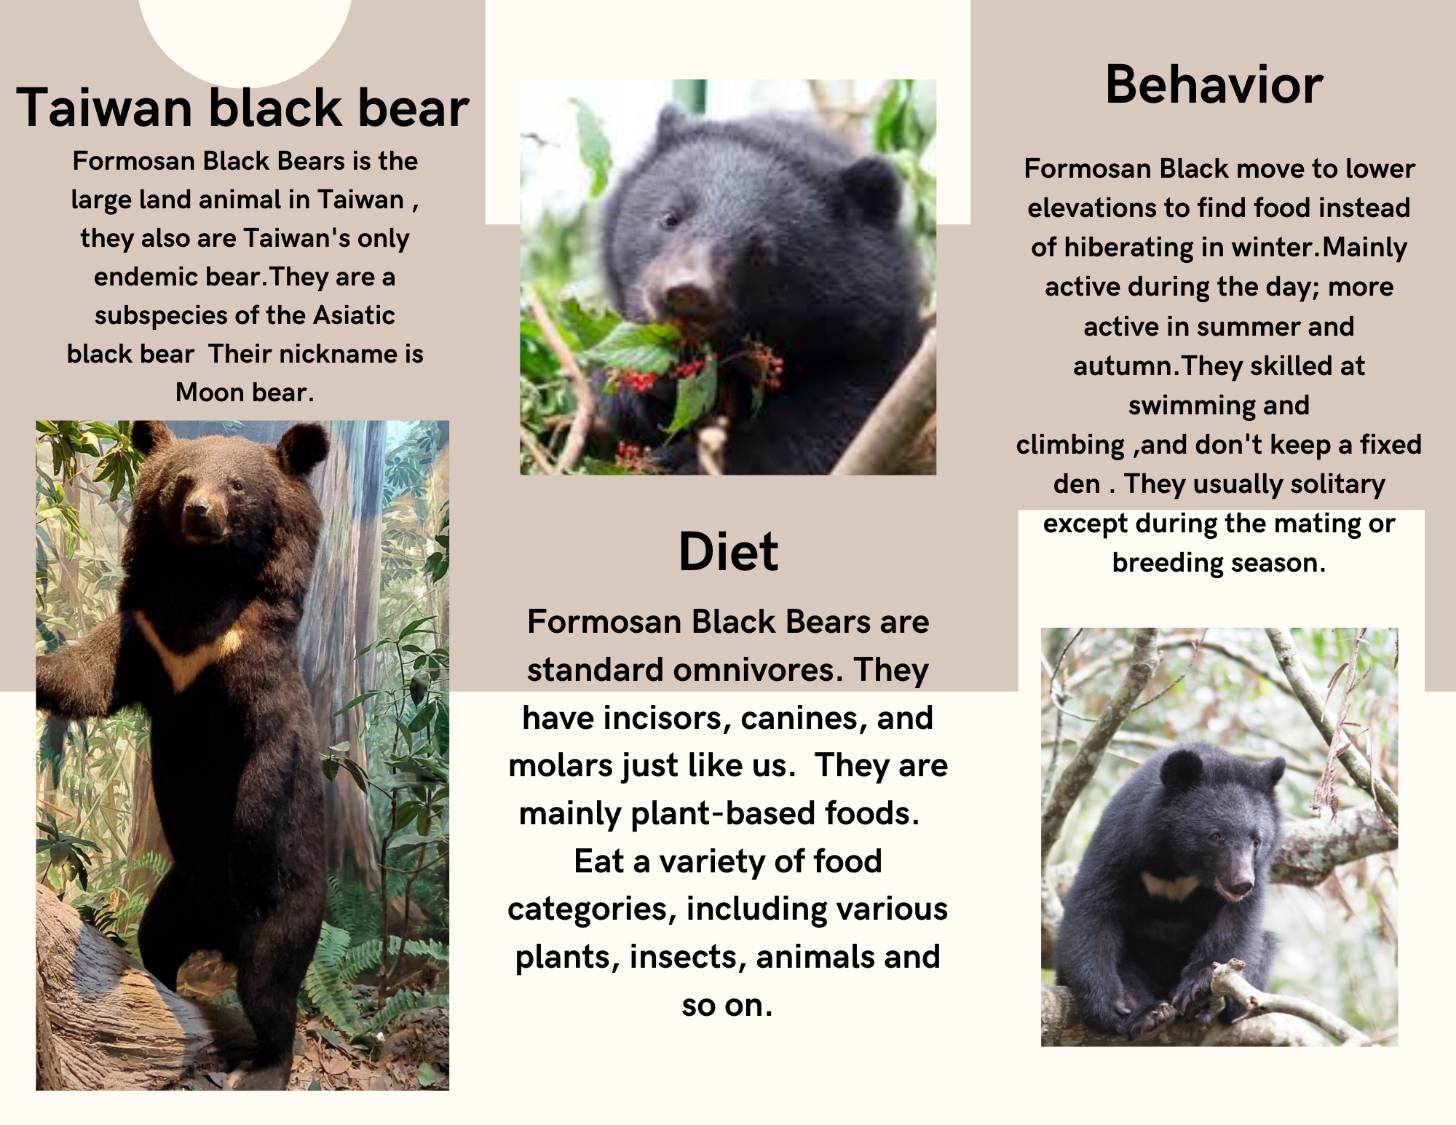 Taiwan black bear
Formosan Black Bears is the
large land animal in Taiwan ,
they also are Taiwan's only
endemic bear.They are a
subspecies of the Asiatic
black bear  Their nickname is
Moon bear.
Diet
Formosan Black Bears are
standard omnivores. They
have incisors, canines, and
molars just like us.  They are
mainly plant-based foods.
Eat a variety of food
categories, including various
plants, insects, animals and
so on.
Behavior
Formosan Black move to lower
elevations to find food instead
of hiberating in winter.Mainly
active during the day; more
active in summer and
autumn.They skilled at
swimming and
climbing ,and don't keep a fixed
den . They usually solitary
except during the mating or
breeding season.